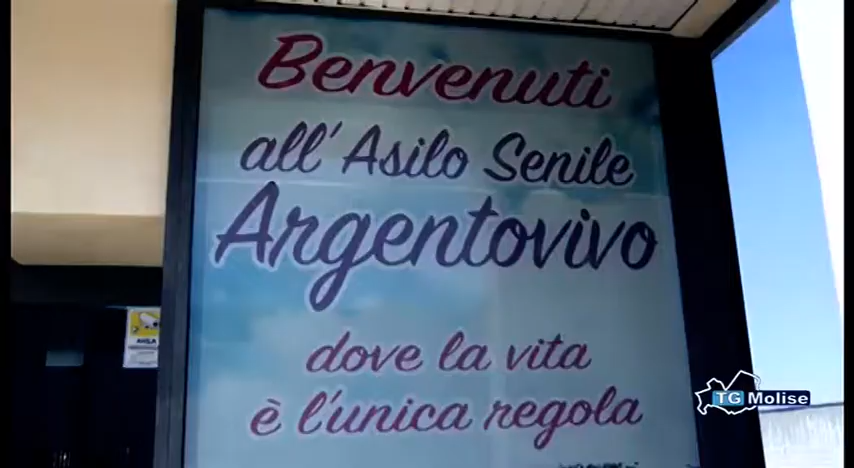 Benvenuti
all'Asilo Senile
Argentovivo
dove la vita
è l'unica regola
TG Molise